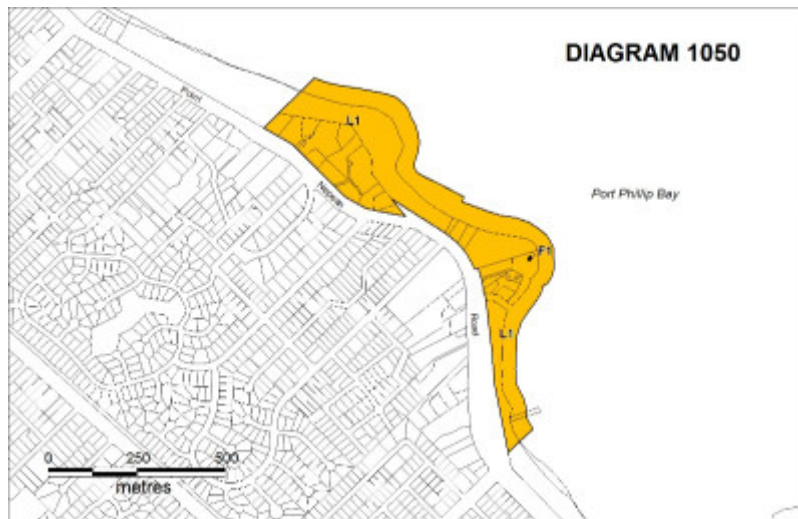 DIAGRAM 1050
Point
L1
Nepean
Port Phillip Bay
F1
Road
L1
0 250 500
metres